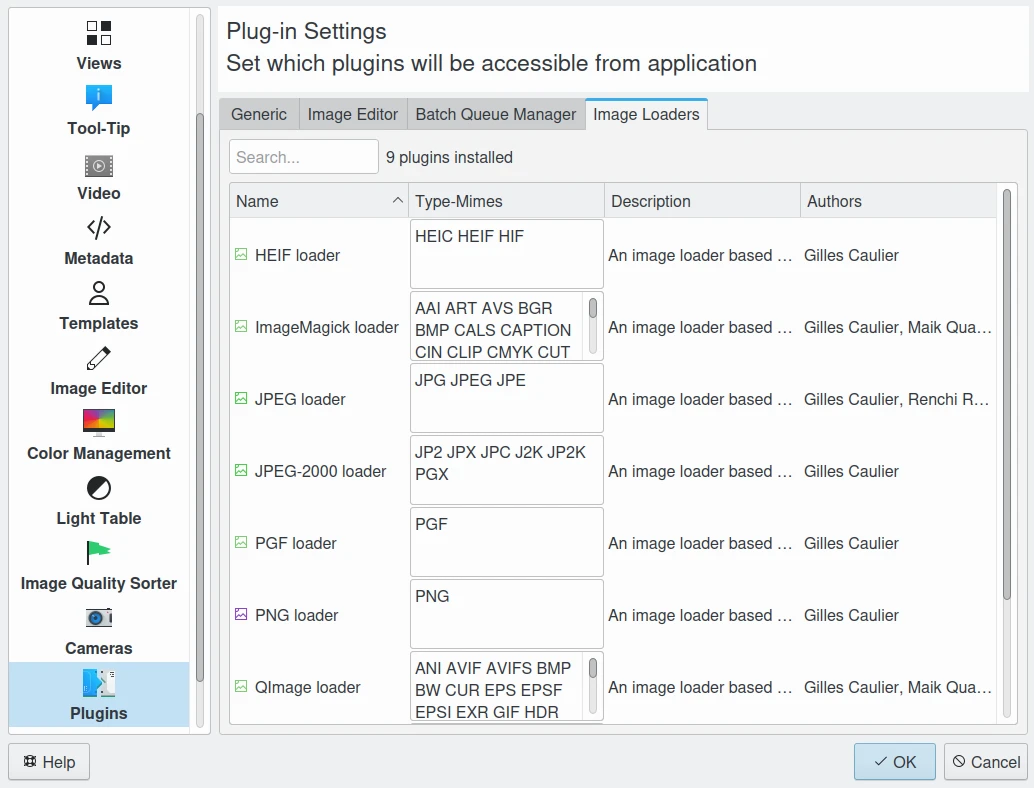 Views
Tool-Tip
Video
Metadata
Templates
Image Editor
Color Management
Light Table
Image Quality Sorter
Cameras
Plugins
Plug-in Settings
Set which plugins will be accessible from application
Generic Image Editor Batch Queue Manager Image Loaders
Search... 9 plugins installed
Name Type-Mimes Description Authors
HEIF loader HEIC HEIF HIF An image loader based … Gilles Caulier
ImageMagick loader AAI ART AVS BGR An image loader based … Gilles Caulier, Maik Qua…
BMP CALS CAPTION
CIN CLIP CMYK CUT
JPEG loader JPG JPEG JPE An image loader based … Gilles Caulier, Renchi R…
JPEG-2000 loader JP2 JPX JPC J2K JP2K An image loader based … Gilles Caulier
PGX
PGF loader PGF An image loader based … Gilles Caulier
PNG loader PNG An image loader based … Gilles Caulier
QImage loader ANI AVIF AVIFS BMP An image loader based … Gilles Caulier, Maik Qua…
BW CUR EPS EPSF
EPSI EXR GIF HDR
Help OK Cancel